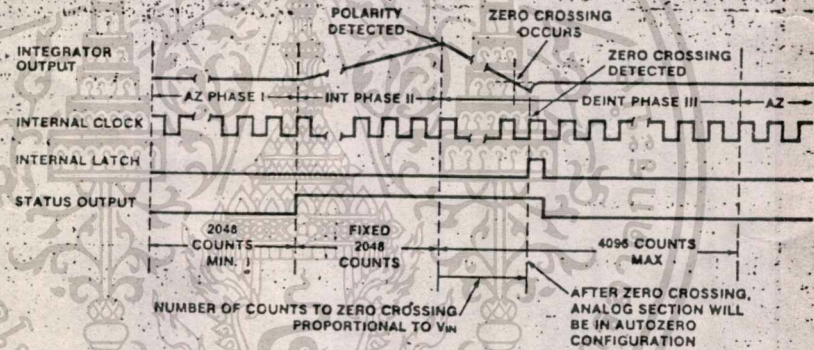 POLARITY
DETECTED
ZERO CROSSING
OCCURS
INTEGRATOR
OUTPUT
ZERO CROSSING
DETECTED
AZ PHASE I
INT PHASE II
DEINT PHASE III
AZ
INTERNAL CLOCK
INTERNAL LATCH
STATUS OUTPUT
2048
COUNTS
MIN.
FIXED
2048
COUNTS
4096 COUNTS
MAX
NUMBER OF COUNTS TO ZERO CROSSING
PROPORTIONAL TO VIN
AFTER ZERO CROSSING,
ANALOG SECTION WILL
BE IN AUTOZERO
CONFIGURATION